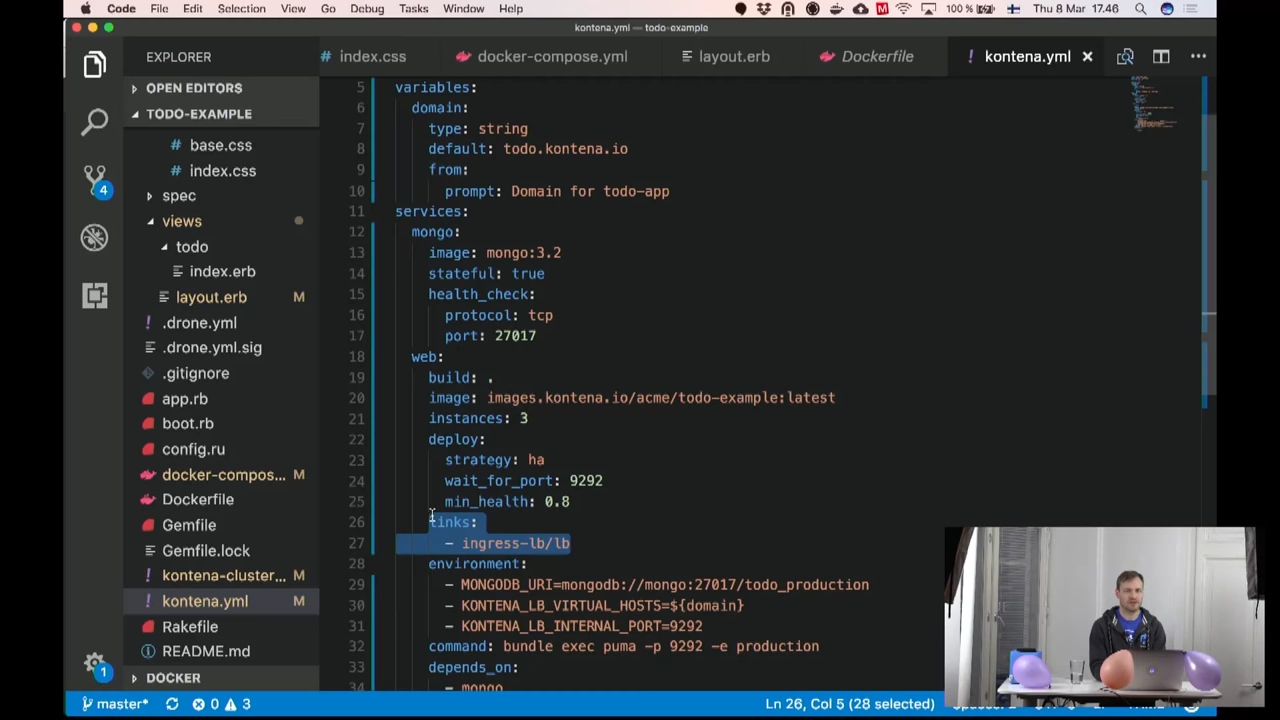 Code File Edit Selection View Go Debug Tasks Window Help 100 % Thu 8 Mar 17.46
kontena.yml — todo-example
EXPLORER
index.css docker-compose.yml layout.erb Dockerfile kontena.yml
OPEN EDITORS
TODO-EXAMPLE
base.css
index.css
spec
views
todo
index.erb
layout.erb M
.drone.yml
.drone.yml.sig
.gitignore
app.rb
boot.rb
config.ru
docker-compos... M
Dockerfile
Gemfile
Gemfile.lock
kontena-cluster... M
kontena.yml M
Rakefile
README.md
DOCKER
4
1
5 variables:
6 domain:
7 type: string
8 default: todo.kontena.io
9 from:
10 prompt: Domain for todo-app
11 services:
12 mongo:
13 image: mongo:3.2
14 stateful: true
15 health_check:
16 protocol: tcp
17 port: 27017
18 web:
19 build: .
20 image: images.kontena.io/acme/todo-example:latest
21 instances: 3
22 deploy:
23 strategy: ha
24 wait_for_port: 9292
25 min_health: 0.8
26 links:
27 - ingress-lb/lb
28 environment:
29 - MONGODB_URI=mongodb://mongo:27017/todo_production
30 - KONTENA_LB_VIRTUAL_HOSTS=${domain}
31 - KONTENA_LB_INTERNAL_PORT=9292
32 command: bundle exec puma -p 9292 -e production
33 depends_on:
34 - mongo
master* 0 3 Ln 26, Col 5 (28 selected)